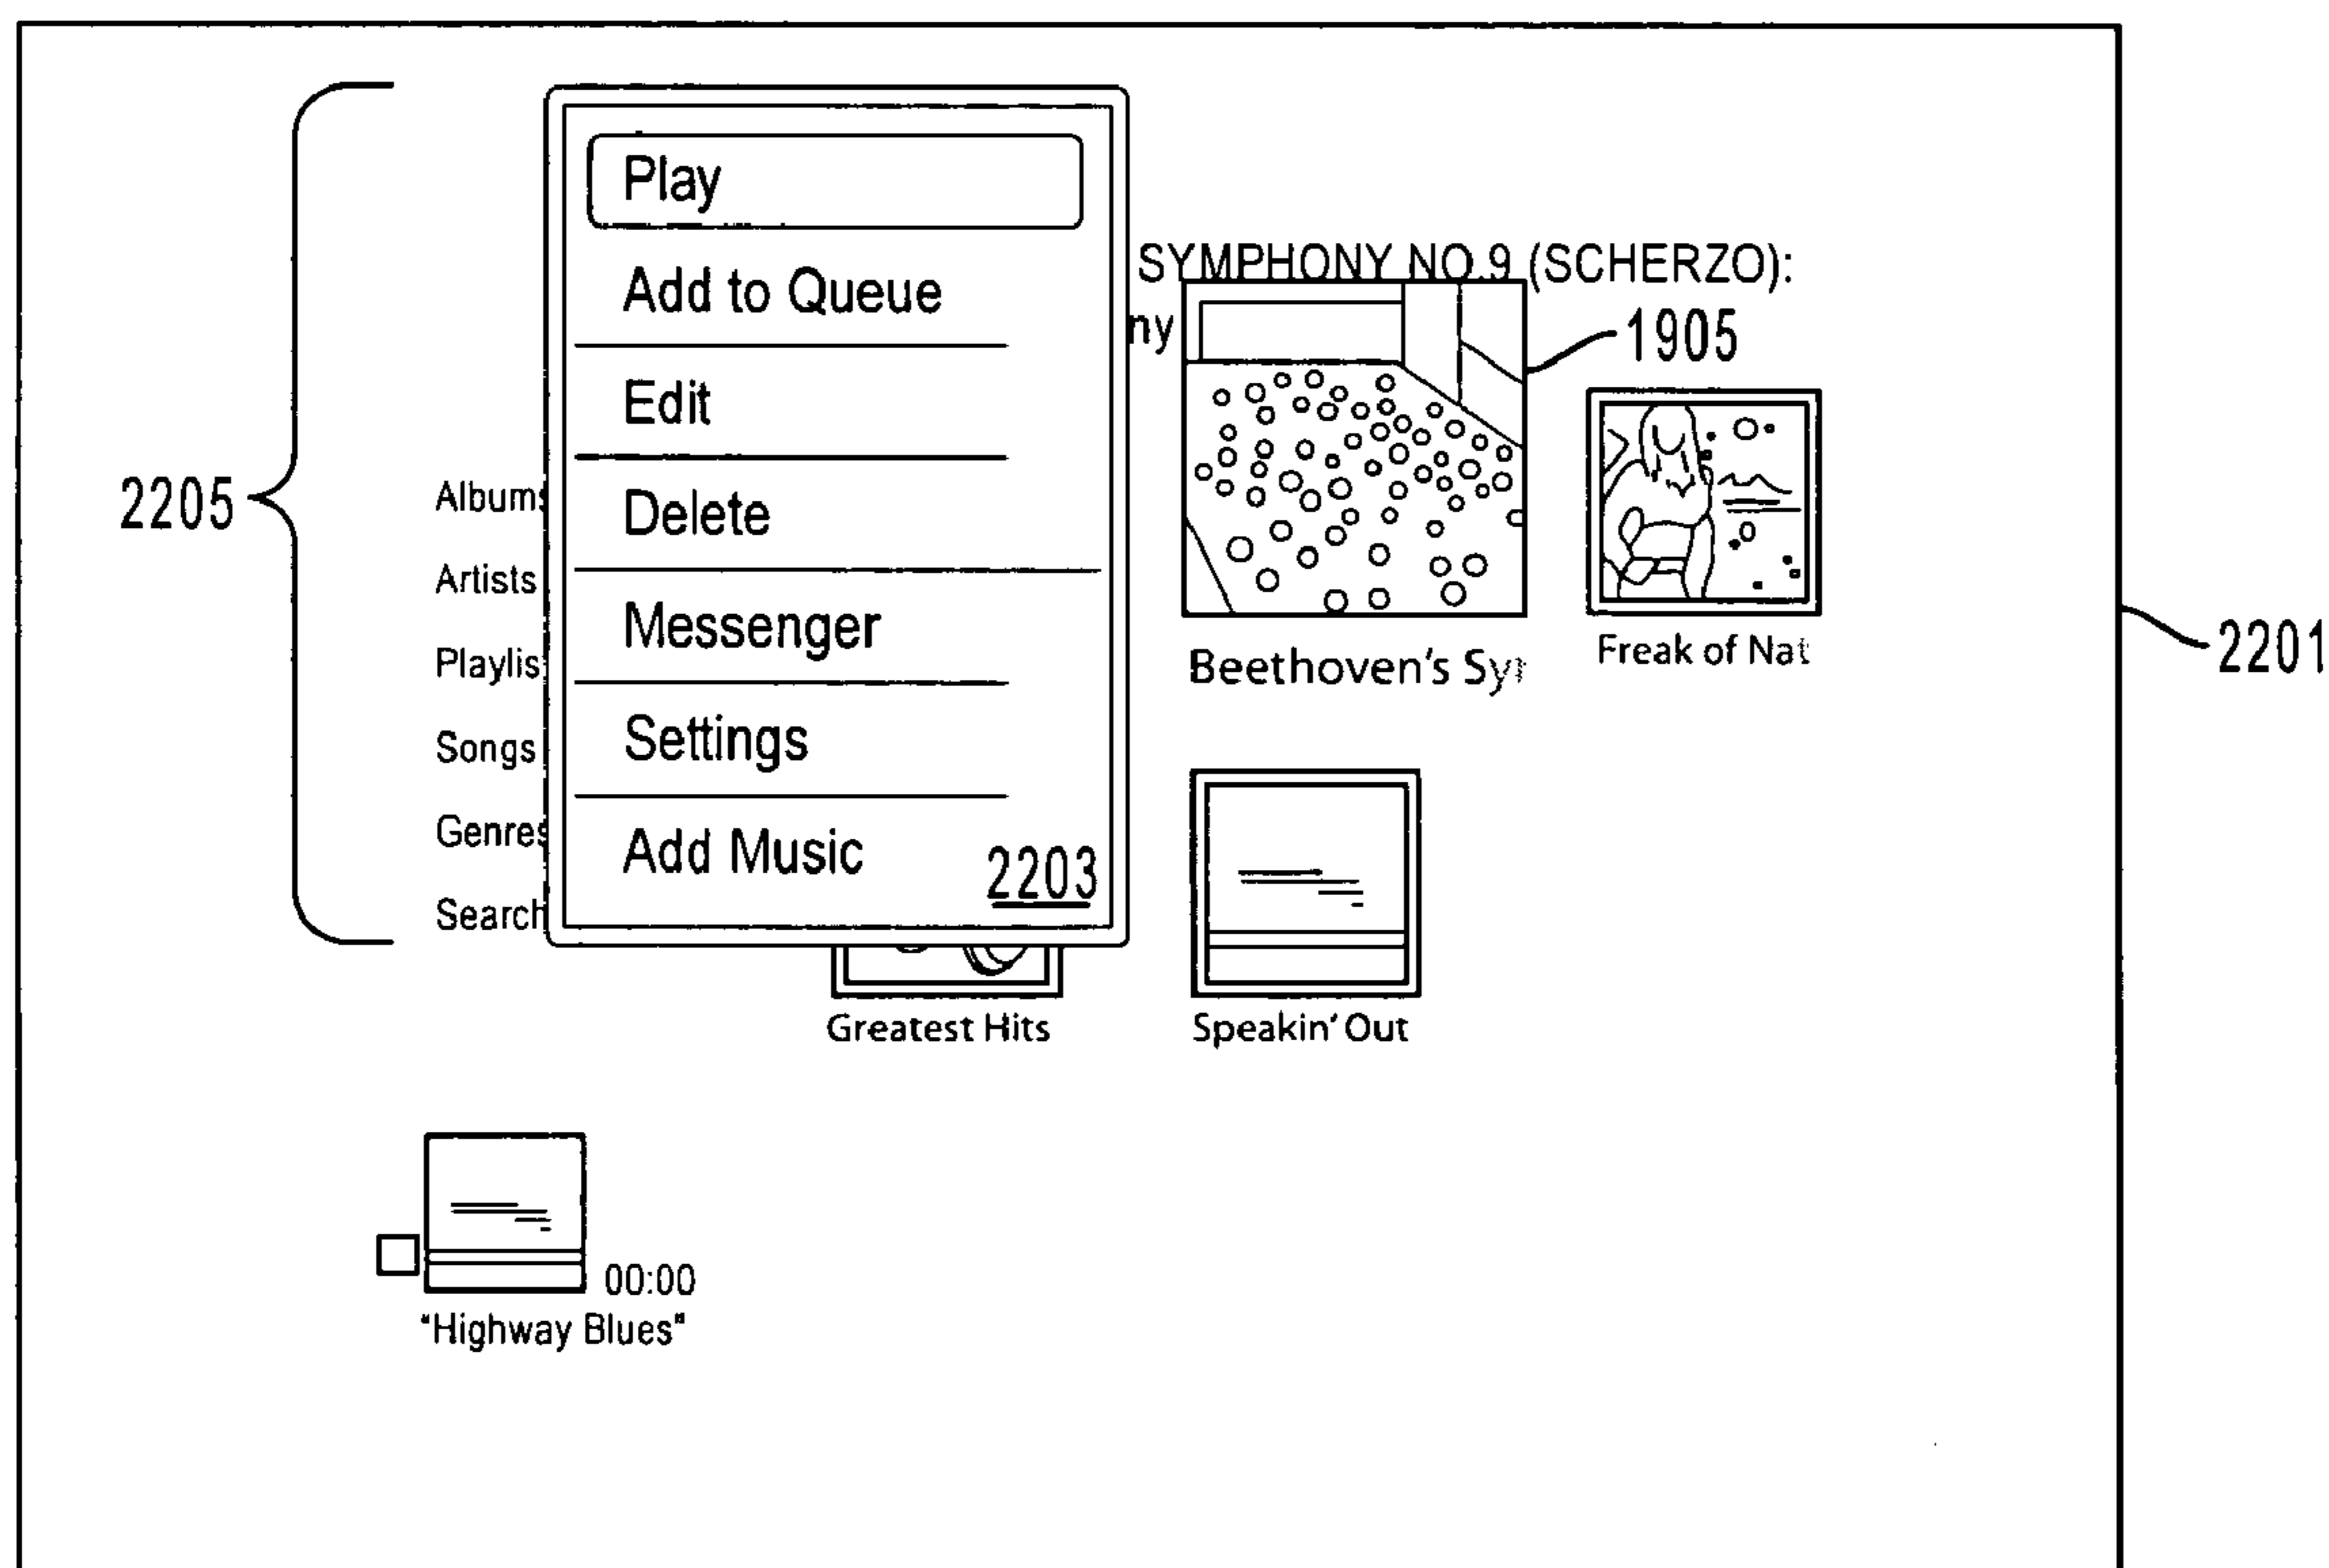 Play
Add to Queue
Edit
Delete
Messenger
Settings
Add Music
2203
2205
Albums
Artists
Playlis
Songs
Genres
Search
SYMPHONY NO.9 (SCHERZO):
ny
1905
Beethoven's Sy
Freak of Nat
2201
Greatest Hits
Speakin' Out
00:00
"Highway Blues"